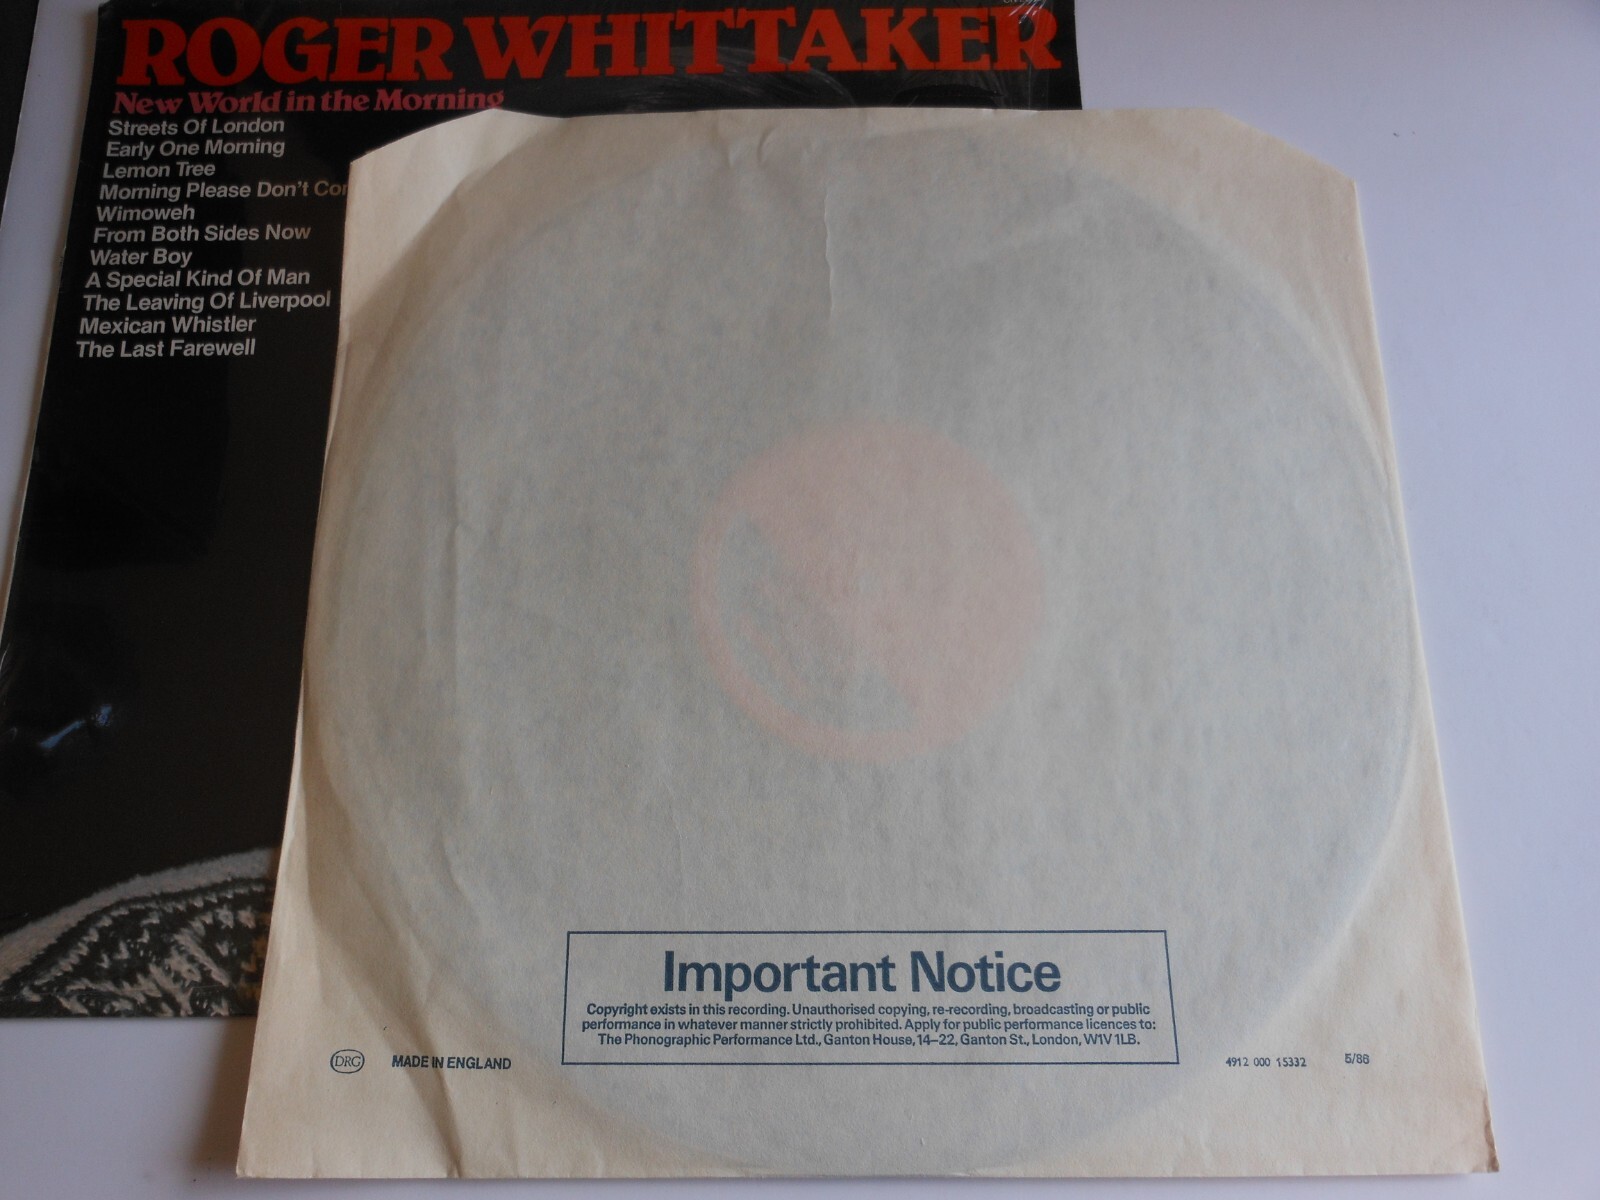 ROGER WHITTAKER
New World in the Morning
Streets Of London
Early One Morning
Lemon Tree
Morning Please Don't
Wimoweh
From Both Sides Now
Water Boy
A Special Kind Of Man
The Leaving Of Liverpool
Mexican Whistler
The Last Farewell
Important Notice
Copyright exists in this recording. Unauthorised copying, re-recording, broadcasting or public
performance in whatever manner strictly prohibited. Apply for public performance licences to:
The Phonographic Performance Ltd., Ganton House, 14–22, Ganton St., London, W1V 1LB.
DRG MADE IN ENGLAND 4912 000 15332 5/86